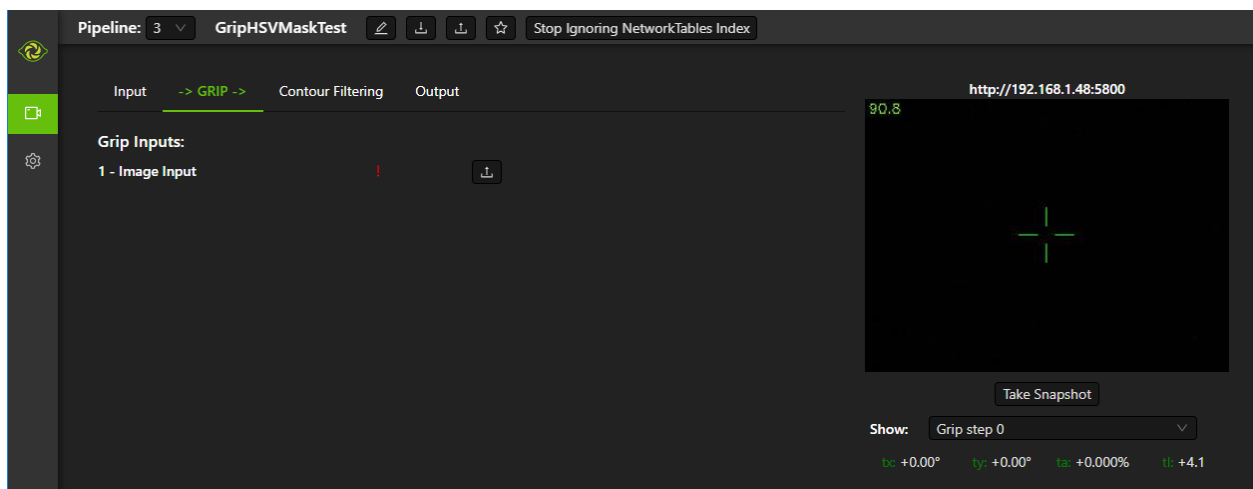 Pipeline: 3 GripHSVMaskTest Stop Ignoring NetworkTables Index
Input -> GRIP -> Contour Filtering Output
Grip Inputs:
1 - Image Input !
http://192.168.1.48:5800
90.8
Take Snapshot
Show: Grip step 0
tx: +0.00° ty: +0.00° ta: +0.000% tl: +4.1